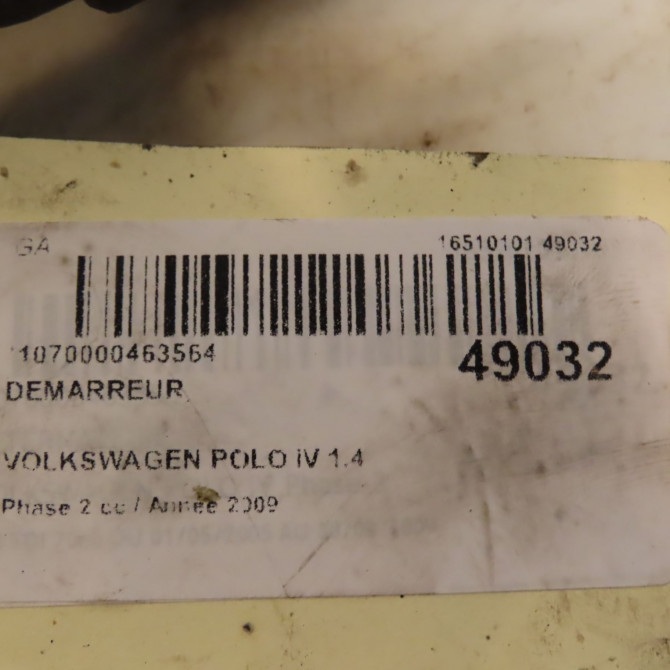 GA 16510101 49032
1070000463564 49032
DEMARREUR
VOLKSWAGEN POLO IV 1.4
Phase 2 cc / Année 2009